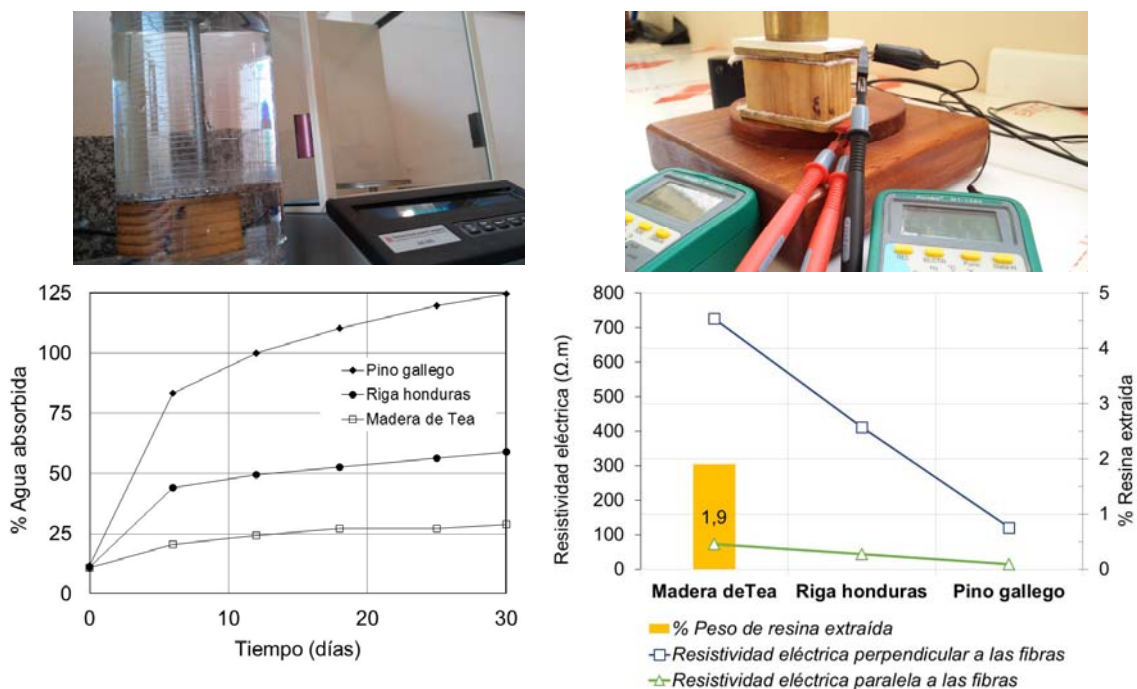 125
100
75
50
25
0
% Agua absorbida
Pino gallego
Riga honduras
Madera de Tea
0
10
20
30
Tiempo (días)
800
700
600
500
400
300
200
100
0
Resistividad eléctrica (Ω.m)
5
4
3
2
1
0
% Resina extraída
1,9
Madera deTea
Riga honduras
Pino gallego
% Peso de resina extraída
Resistividad eléctrica perpendicular a las fibras
Resistividad eléctrica paralela a las fibras